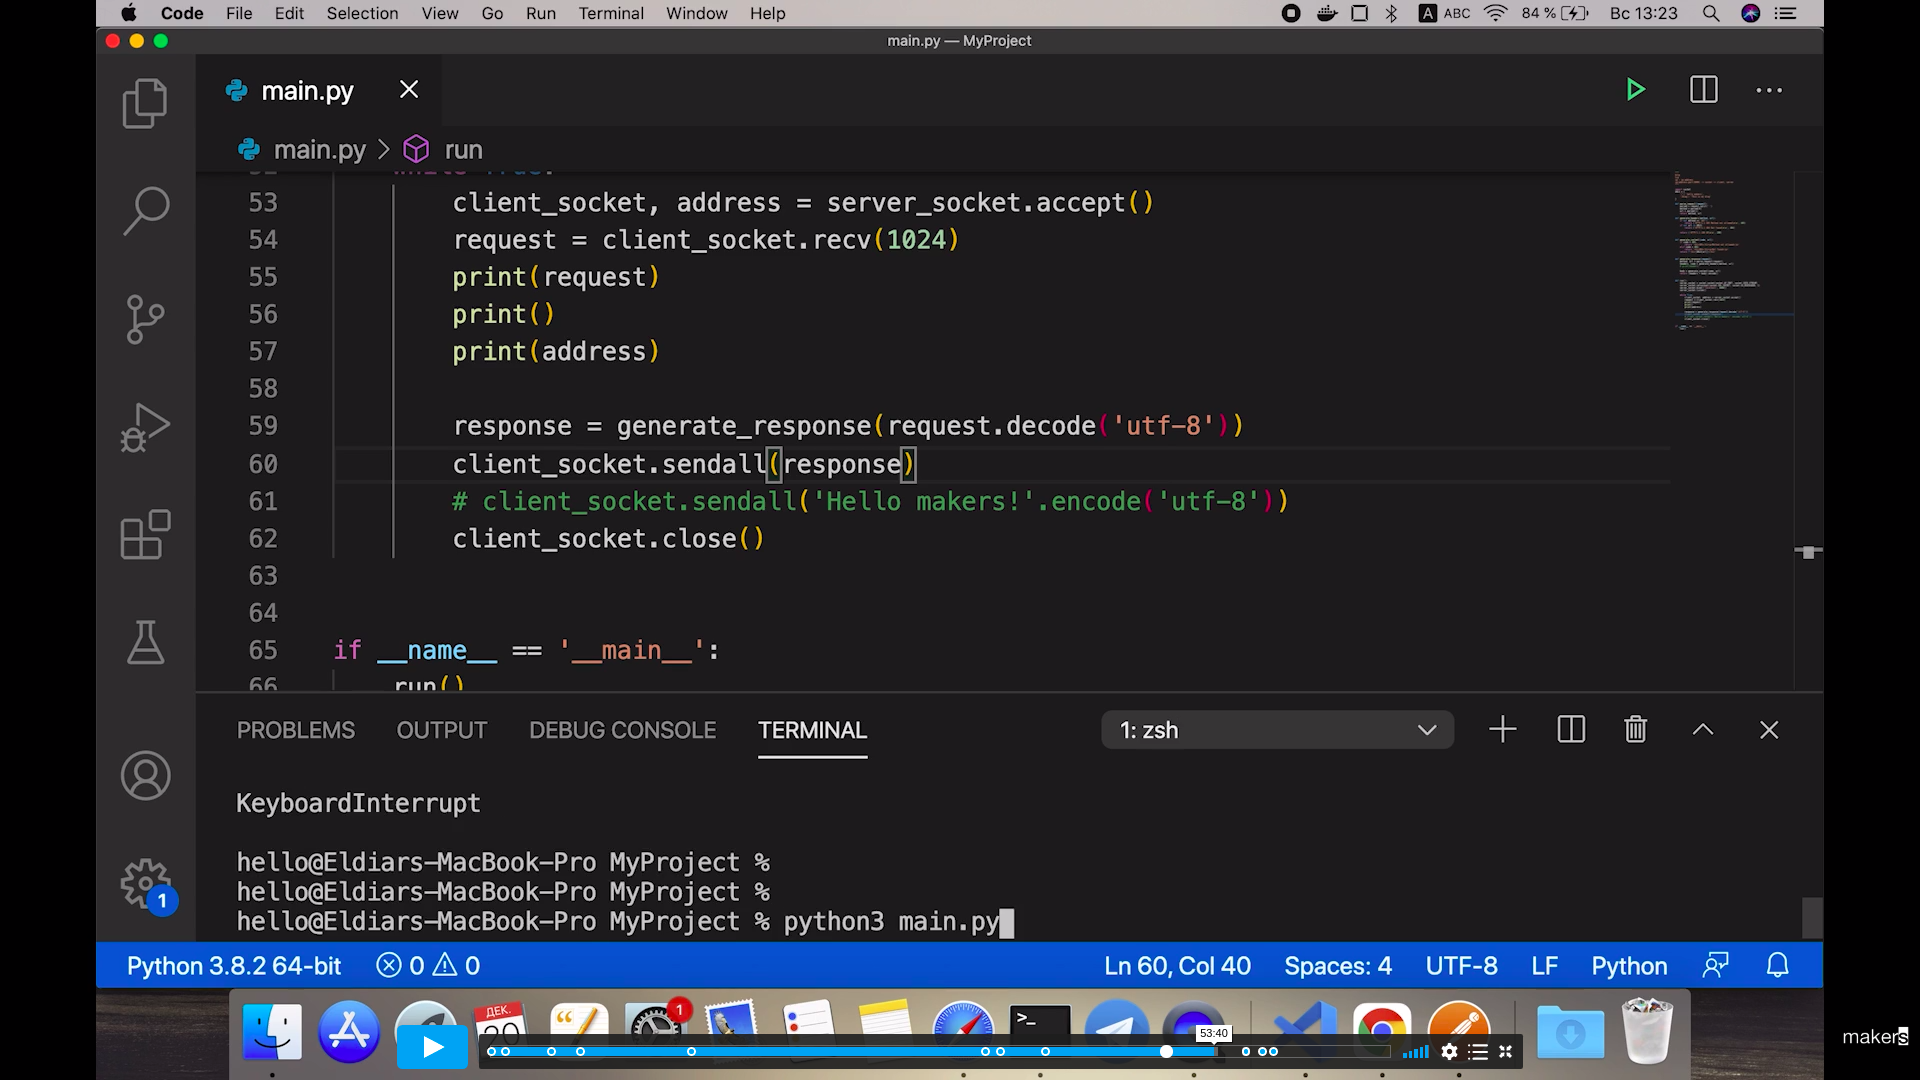 Code File Edit Selection View Go Run Terminal Window Help A ABC 84 % Вс 13:23
main.py — MyProject
main.py
main.py > run
53 client_socket, address = server_socket.accept()
54 request = client_socket.recv(1024)
55 print(request)
56 print()
57 print(address)
58
59 response = generate_response(request.decode('utf-8'))
60 client_socket.sendall(response)
61 # client_socket.sendall('Hello makers!'.encode('utf-8'))
62 client_socket.close()
63
64
65 if __name__ == '__main__':
66 run()
PROBLEMS OUTPUT DEBUG CONSOLE TERMINAL 1: zsh
KeyboardInterrupt
hello@Eldiars-MacBook-Pro MyProject %
hello@Eldiars-MacBook-Pro MyProject %
hello@Eldiars-MacBook-Pro MyProject % python3 main.py
1
Python 3.8.2 64-bit 0 0 Ln 60, Col 40 Spaces: 4 UTF-8 LF Python
ДЕК.
1
>_
53:40
makers